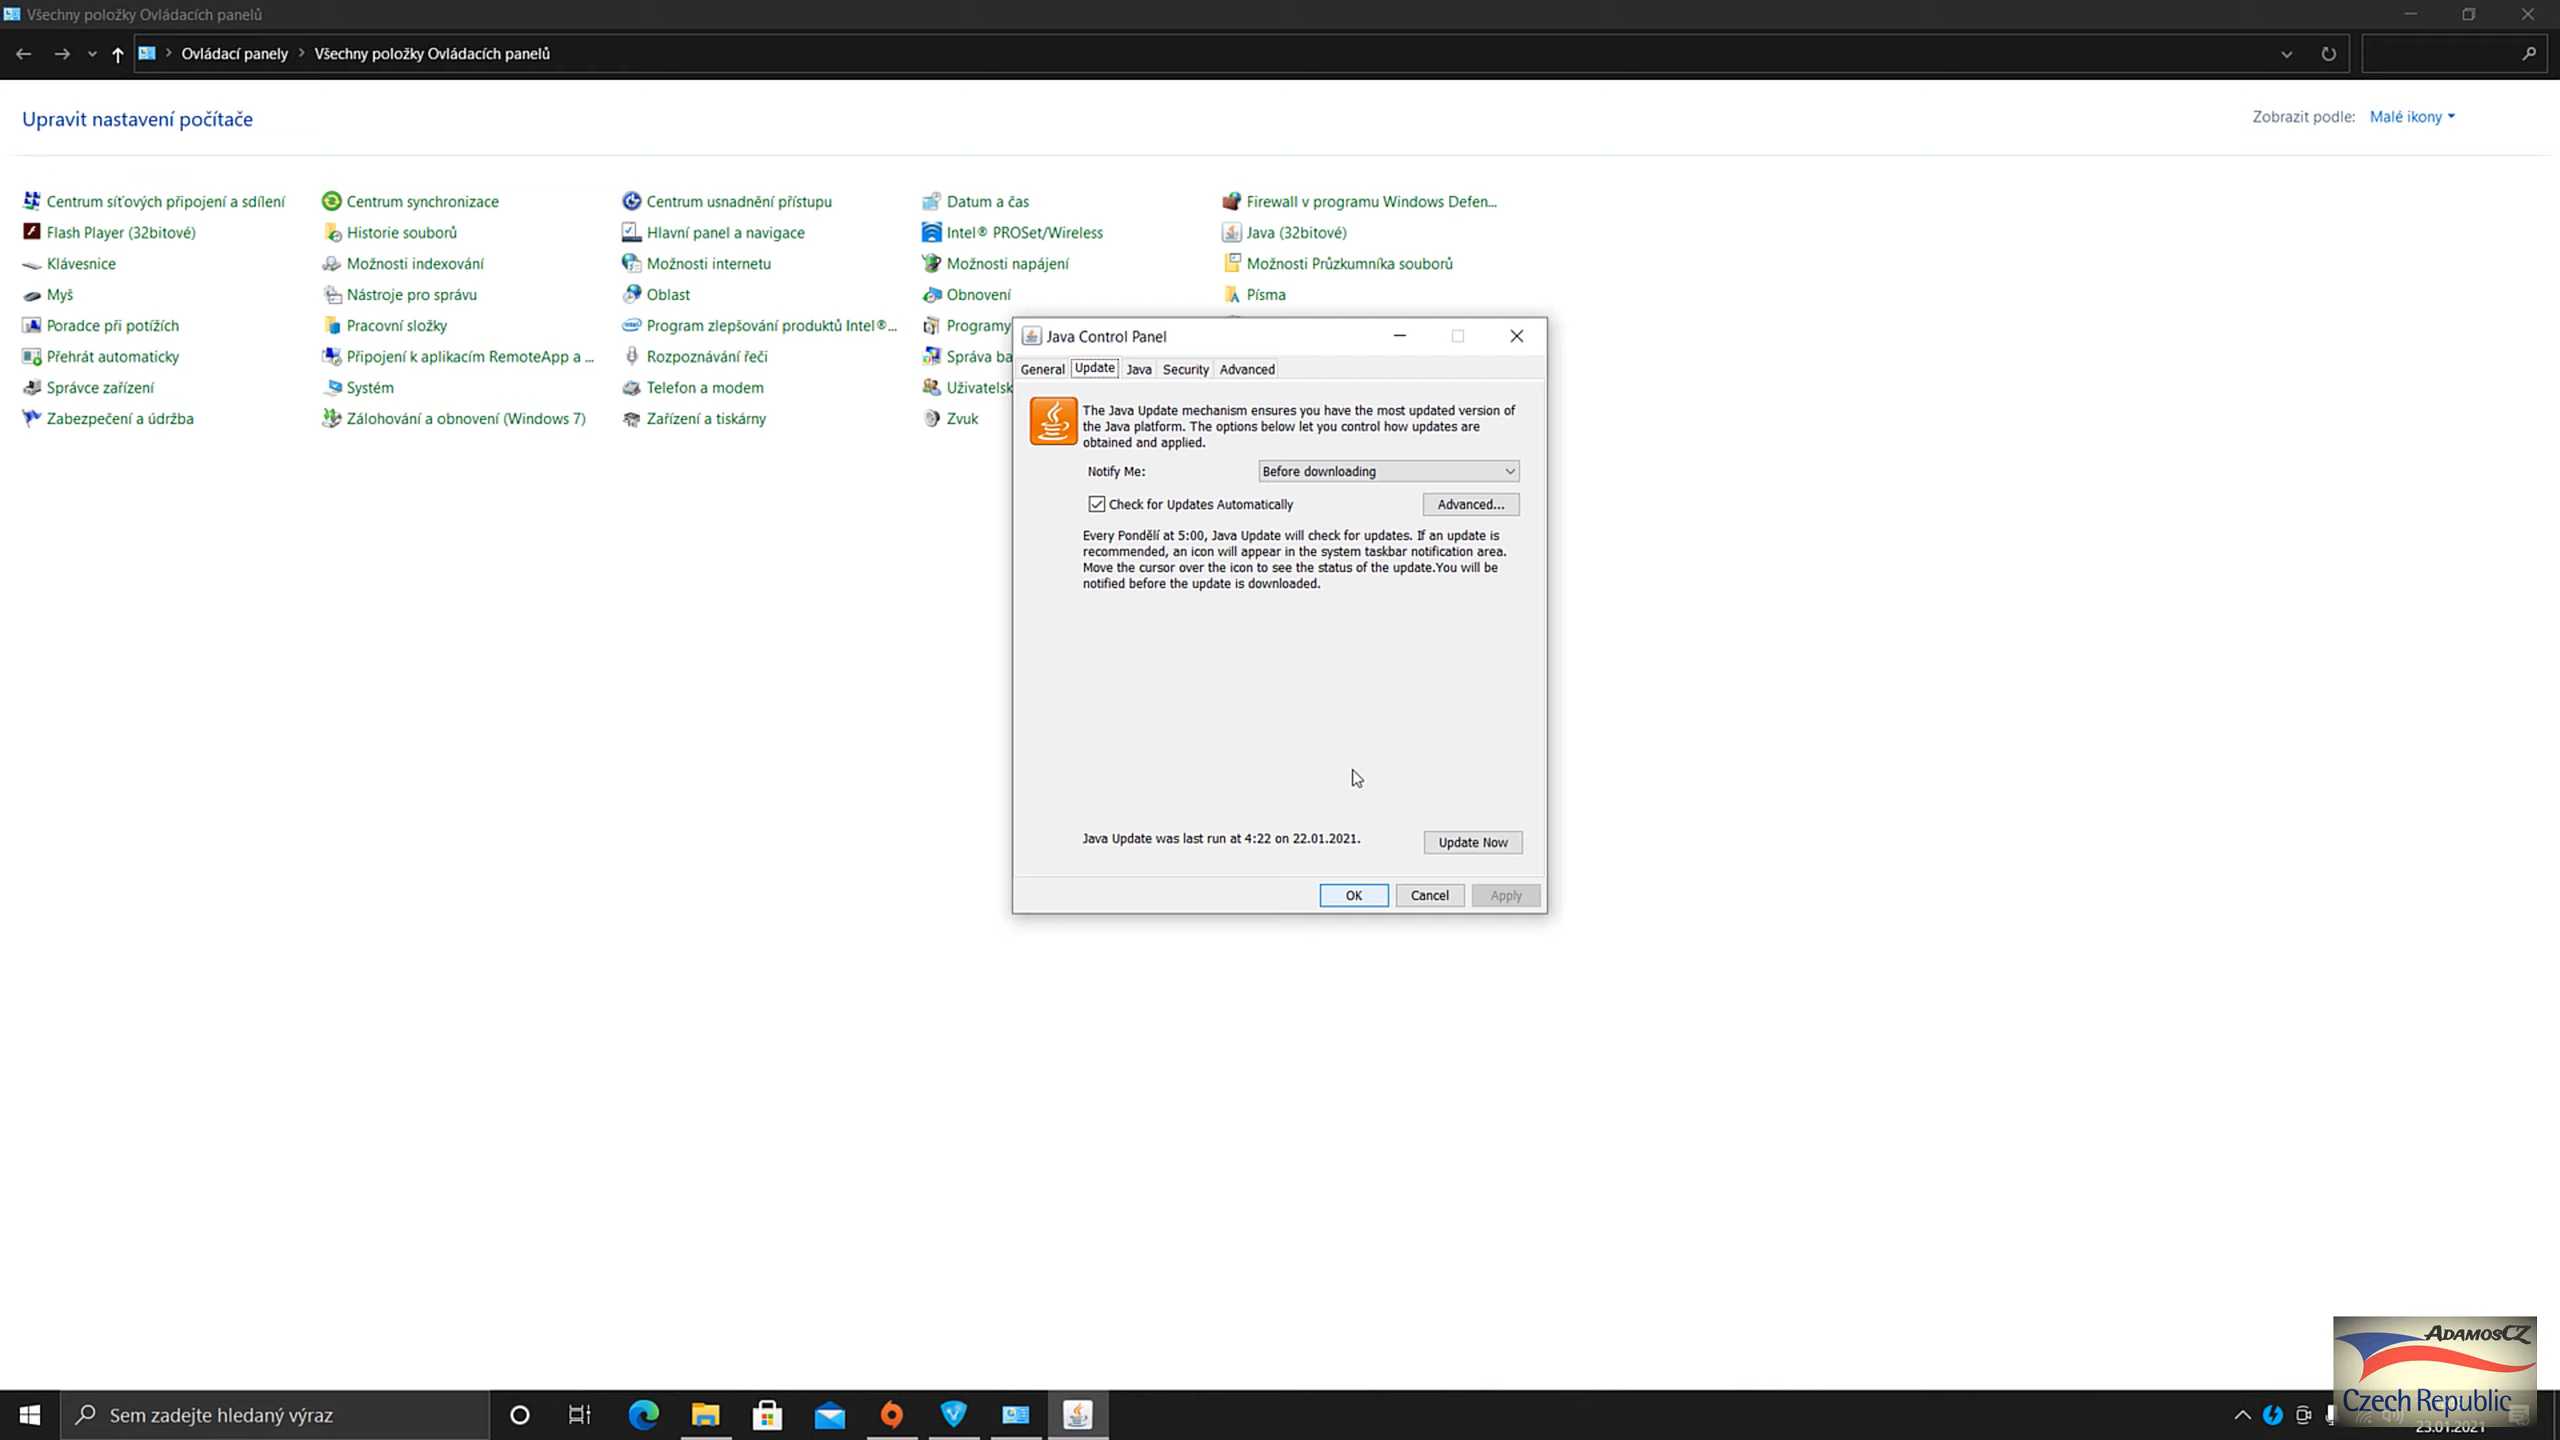 Všechny položky Ovládacích panelů
Ovládací panely
Všechny položky Ovládacích panelů
Upravit nastavení počítače
Zobrazit podle: Malé ikony
Centrum síťových připojení a sdílení
Centrum synchronizace
Centrum usnadnění přístupu
Datum a čas
Firewall v programu Windows Defen...
Flash Player (32bitové)
Historie souborů
Hlavní panel a navigace
Intel® PROSet/Wireless
Java (32bitové)
Klávesnice
Možnosti indexování
Možnosti internetu
Možnosti napájení
Možnosti Průzkumníka souborů
Myš
Nástroje pro správu
Oblast
Obnovení
Písma
Poradce při potížích
Pracovní složky
Program zlepšování produktů Intel®...
Programy
Přehrát automaticky
Připojení k aplikacím RemoteApp a ...
Rozpoznávání řeči
Správa ba
Správce zařízení
Systém
Telefon a modem
Uživatelsk
Zabezpečení a údržba
Zálohování a obnovení (Windows 7)
Zařízení a tiskárny
Zvuk
Java Control Panel
General Update Java Security Advanced
The Java Update mechanism ensures you have the most updated version of
the Java platform. The options below let you control how updates are
obtained and applied.
Notify Me: Before downloading
Check for Updates Automatically
Advanced...
Every Pondělí at 5:00, Java Update will check for updates. If an update is
recommended, an icon will appear in the system taskbar notification area.
Move the cursor over the icon to see the status of the update.You will be
notified before the update is downloaded.
Java Update was last run at 4:22 on 22.01.2021.
Update Now
OK Cancel Apply
AdamosCZ
Czech Republic
Sem zadejte hledaný výraz
23.01.2021